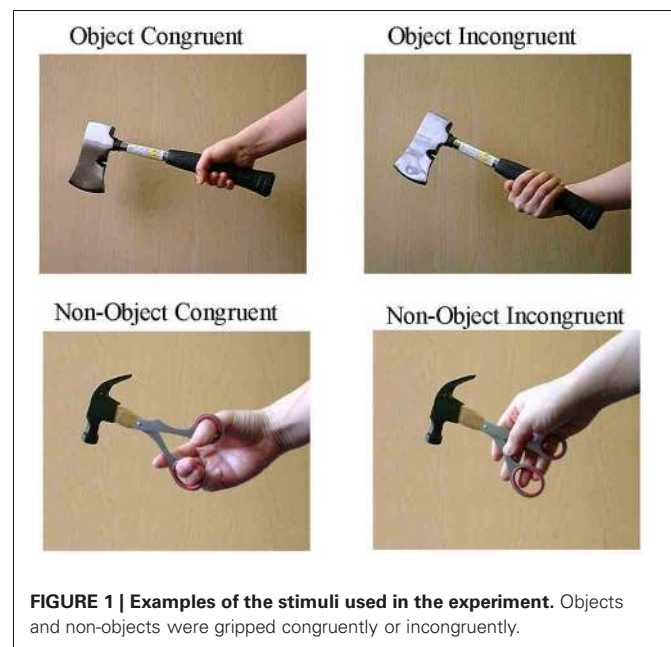 Object Congruent
Object Incongruent
Non-Object Congruent
Non-Object Incongruent
FIGURE 1 | Examples of the stimuli used in the experiment. Objects
and non-objects were gripped congruently or incongruently.